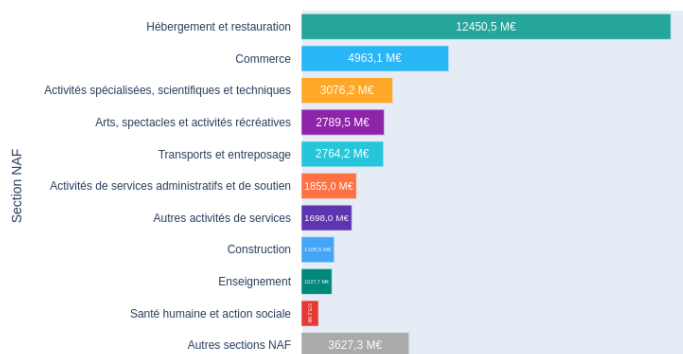 Section NAF
Hébergement et restauration 12450,5 M€
Commerce 4963,1 M€
Activités spécialisées, scientifiques et techniques 3076,2 M€
Arts, spectacles et activités récréatives 2789,5 M€
Transports et entreposage 2764,2 M€
Activités de services administratifs et de soutien 1855,0 M€
Autres activités de services 1698,0 M€
Construction M€
Enseignement 1027,7 M€
Santé humaine et action sociale M€
Autres sections NAF 3627,3 M€